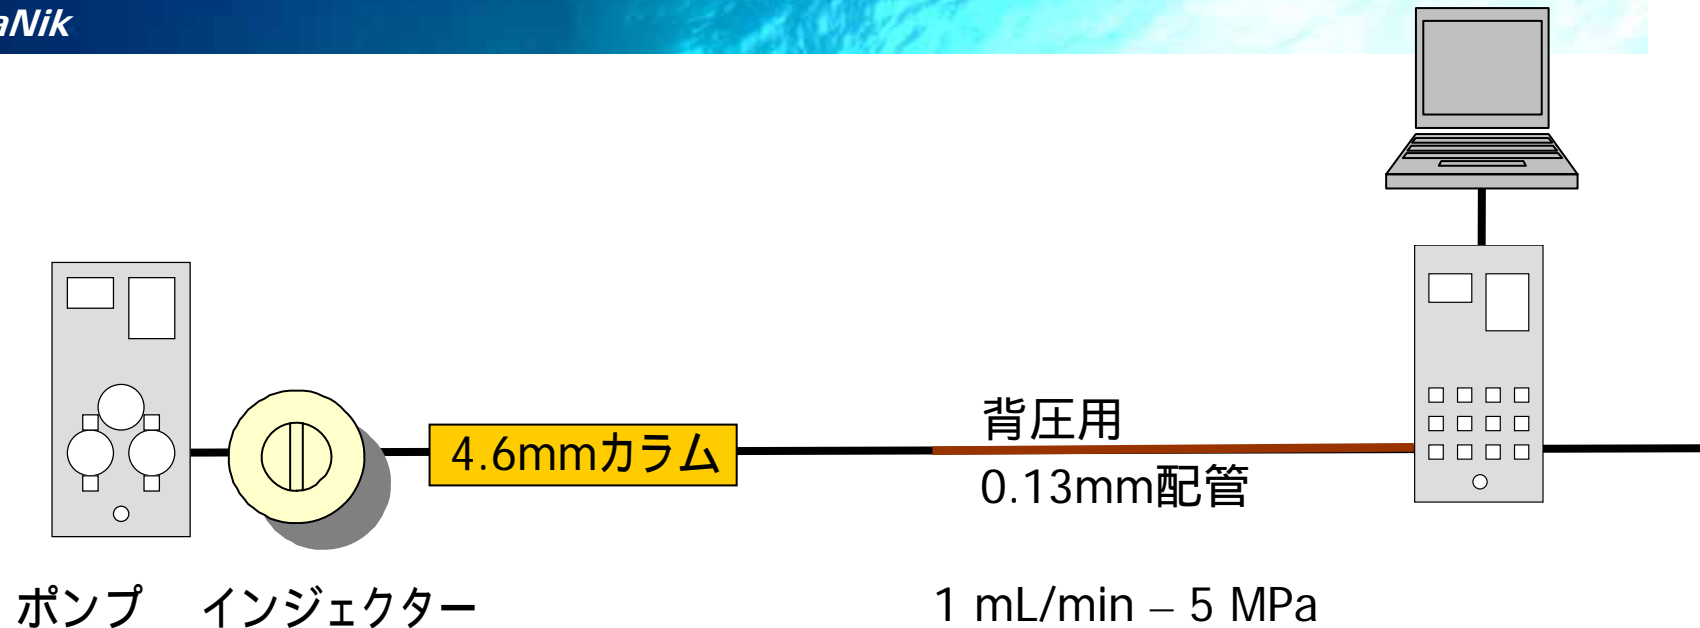 aNik
背圧用
4.6mmカラム
0.13mm配管
ポンプ インジェクター
1 mL/min – 5 MPa